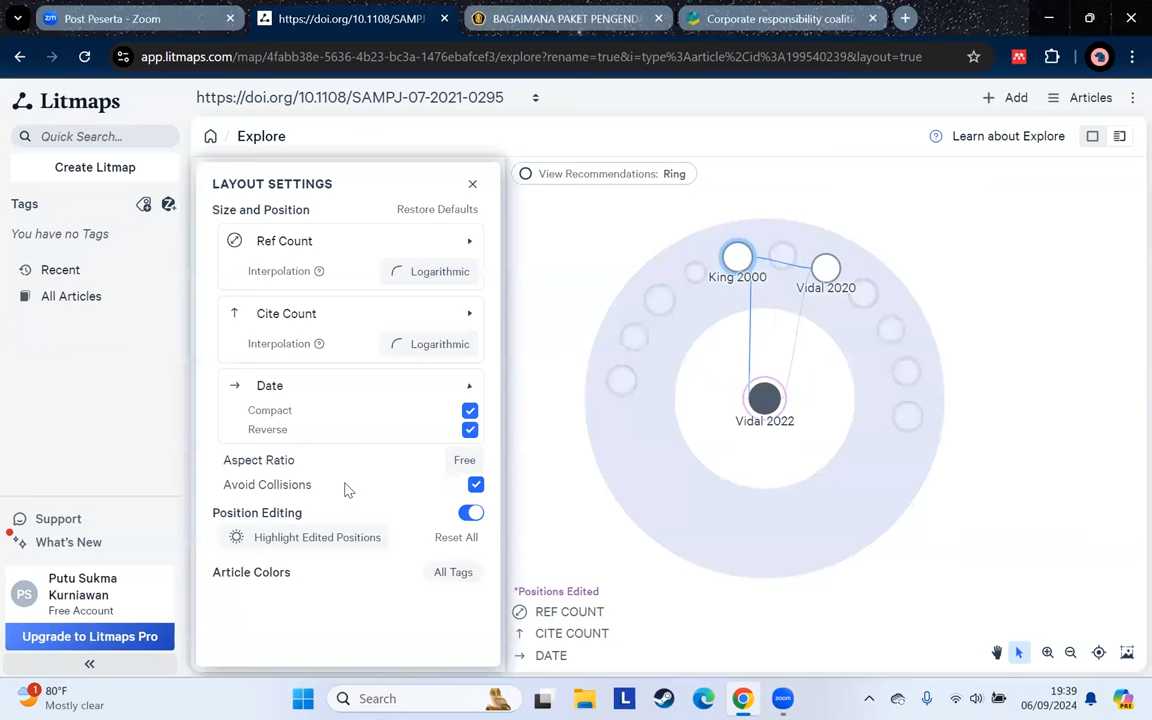 Post Peserta - Zoom
https://doi.org/10.1108/SAMPJ
BAGAIMANA PAKET PENGEND
Corporate responsibility coaliti
app.litmaps.com/map/4fabb38e-5636-4b23-bc3a-1476ebafcef3/explore?rename=true&i=type%3Aarticle%2Cid%3A199540239&layout=true
Litmaps
https://doi.org/10.1108/SAMPJ-07-2021-0295
Add
Articles
Quick Search...
Explore
Learn about Explore
Create Litmap
Tags
You have no Tags
Recent
All Articles
LAYOUT SETTINGS
Size and Position
Restore Defaults
Ref Count
Interpolation
Logarithmic
Cite Count
Interpolation
Logarithmic
Date
Compact
Reverse
Aspect Ratio
Free
Avoid Collisions
Position Editing
Highlight Edited Positions
Reset All
Article Colors
All Tags
View Recommendations: Ring
King 2000
Vidal 2020
Vidal 2022
*Positions Edited
REF COUNT
CITE COUNT
DATE
Support
What's New
PS
Putu Sukma
Kurniawan
Free Account
Upgrade to Litmaps Pro
1
80°F
Mostly clear
Search
L
zoom
19:39
06/09/2024
PRE